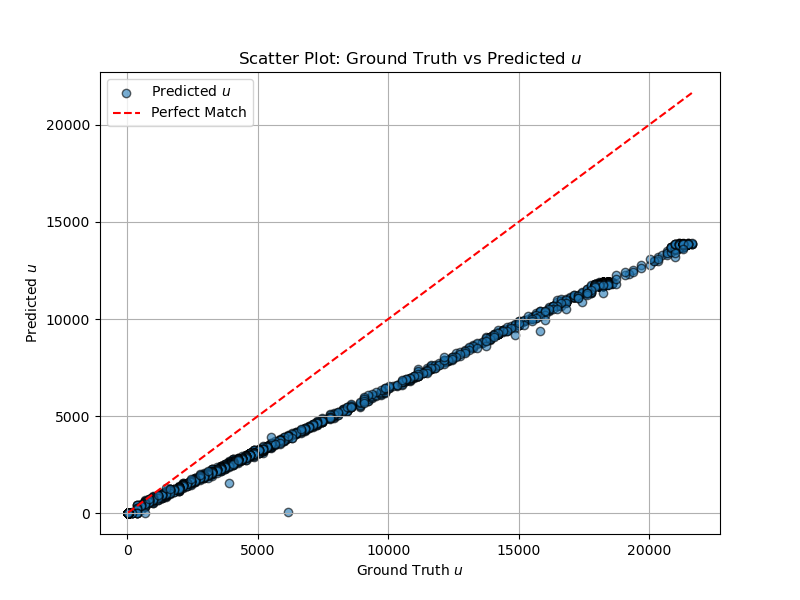 Scatter Plot: Ground Truth vs Predicted u
Predicted u
Perfect Match
20000
15000
10000
5000
0
Predicted u
0 5000 10000 15000 20000
Ground Truth u